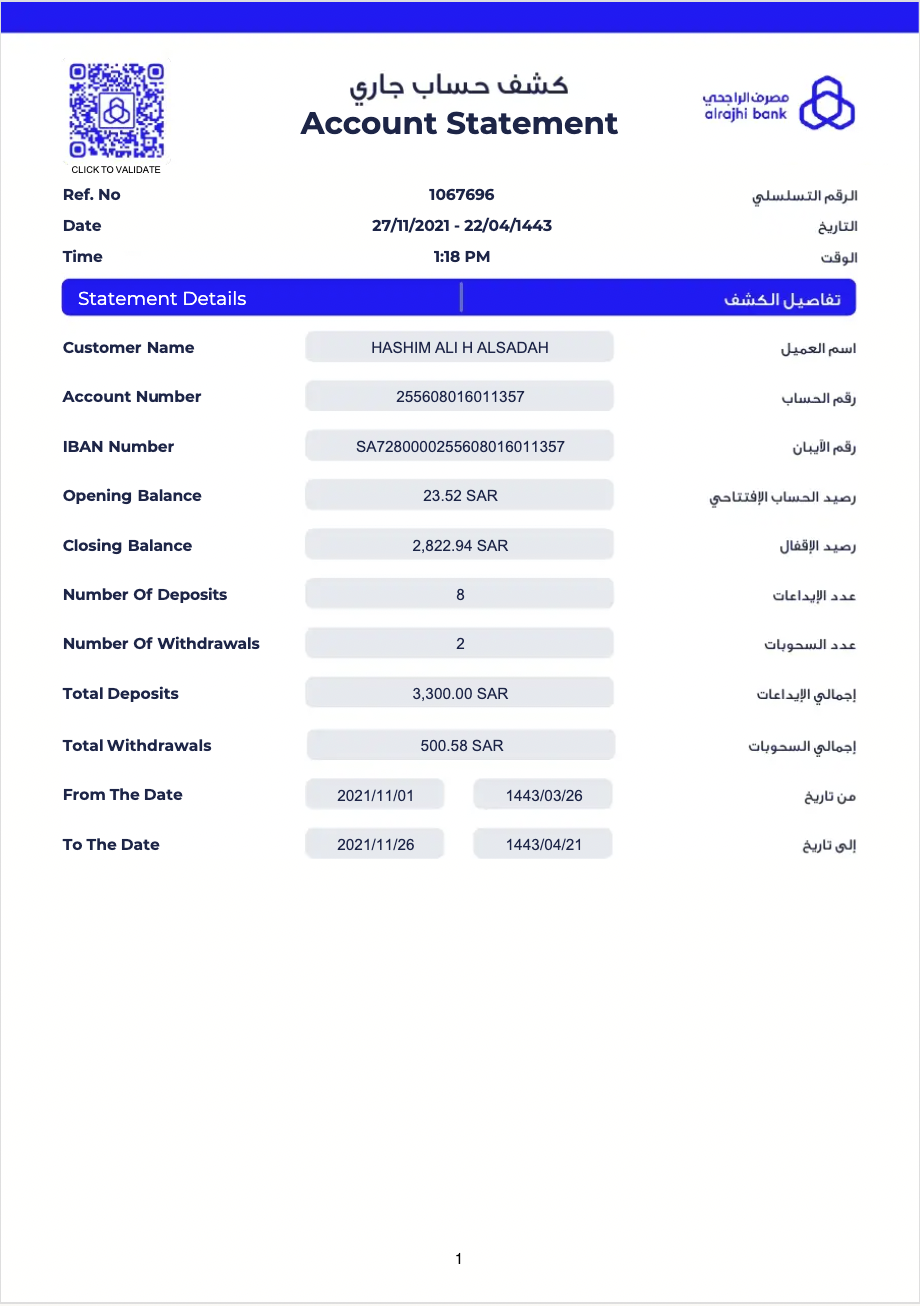 كشف حساب جاري
Account Statement
مصرف الراجحي
alrajhi bank
CLICK TO VALIDATE
Ref. No 1067696 الرقم التسلسلي
Date 27/11/2021 - 22/04/1443 التاريخ
Time 1:18 PM الوقت
Statement Details تفاصيل الكشف
Customer Name HASHIM ALI H ALSADAH اسم العميل
Account Number 255608016011357 رقم الحساب
IBAN Number SA7280000255608016011357 رقم الآيبان
Opening Balance 23.52 SAR رصيد الحساب الإفتتاحي
Closing Balance 2,822.94 SAR رصيد الإقفال
Number Of Deposits 8 عدد الإيداعات
Number Of Withdrawals 2 عدد السحوبات
Total Deposits 3,300.00 SAR إجمالي الإيداعات
Total Withdrawals 500.58 SAR إجمالي السحوبات
From The Date 2021/11/01 1443/03/26 من تاريخ
To The Date 2021/11/26 1443/04/21 إلى تاريخ
1